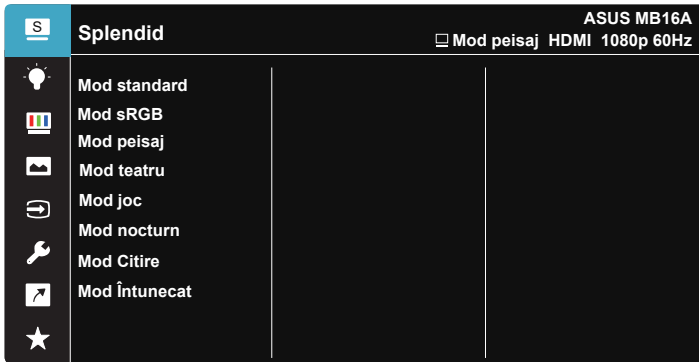 S
Splendid
ASUS MB16A
Mod peisaj HDMI 1080p 60Hz
Mod standard
Mod sRGB
Mod peisaj
Mod teatru
Mod joc
Mod nocturn
Mod Citire
Mod Întunecat